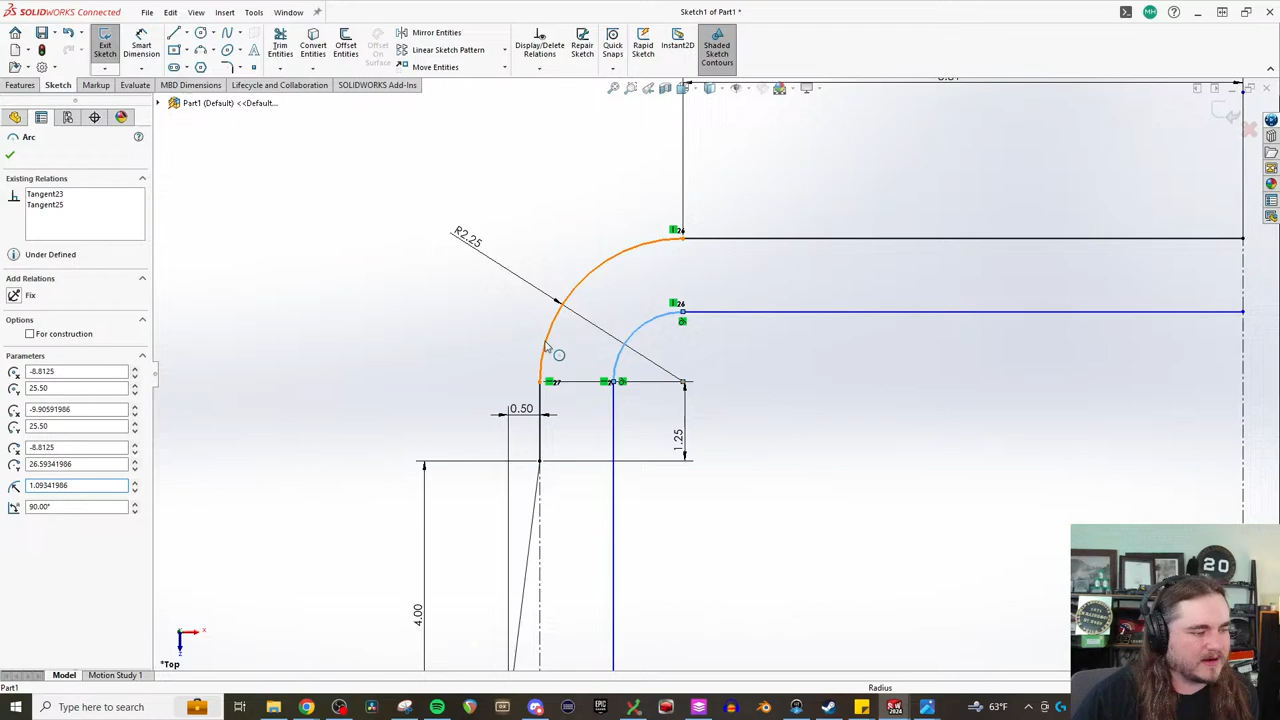 SOLIDWORKS Connected
File Edit View Insert Tools Window
Sketch1 of Part1 *
MH
Exit Sketch
Smart Dimension
Trim Entities
Convert Entities
Offset Entities
Offset On Surface
Mirror Entities
Linear Sketch Pattern
Move Entities
Display/Delete Relations
Repair Sketch
Quick Snaps
Rapid Sketch
Instant2D
Shaded Sketch Contours
Features Sketch Markup Evaluate MBD Dimensions Lifecycle and Collaboration SOLIDWORKS Add-Ins
Part1 (Default) <<Default...
Arc
Existing Relations
Tangent23
Tangent25
Under Defined
Add Relations
Fix
Options
For construction
Parameters
-8.8125
25.50
-9.90591986
25.50
-8.8125
26.59341986
1.09341986
90.00°
R2.25
26
26
27
0.50
1.25
4.00
x
z
*Top
20
Model Motion Study 1
Part1
Radius
Type here to search
63°F